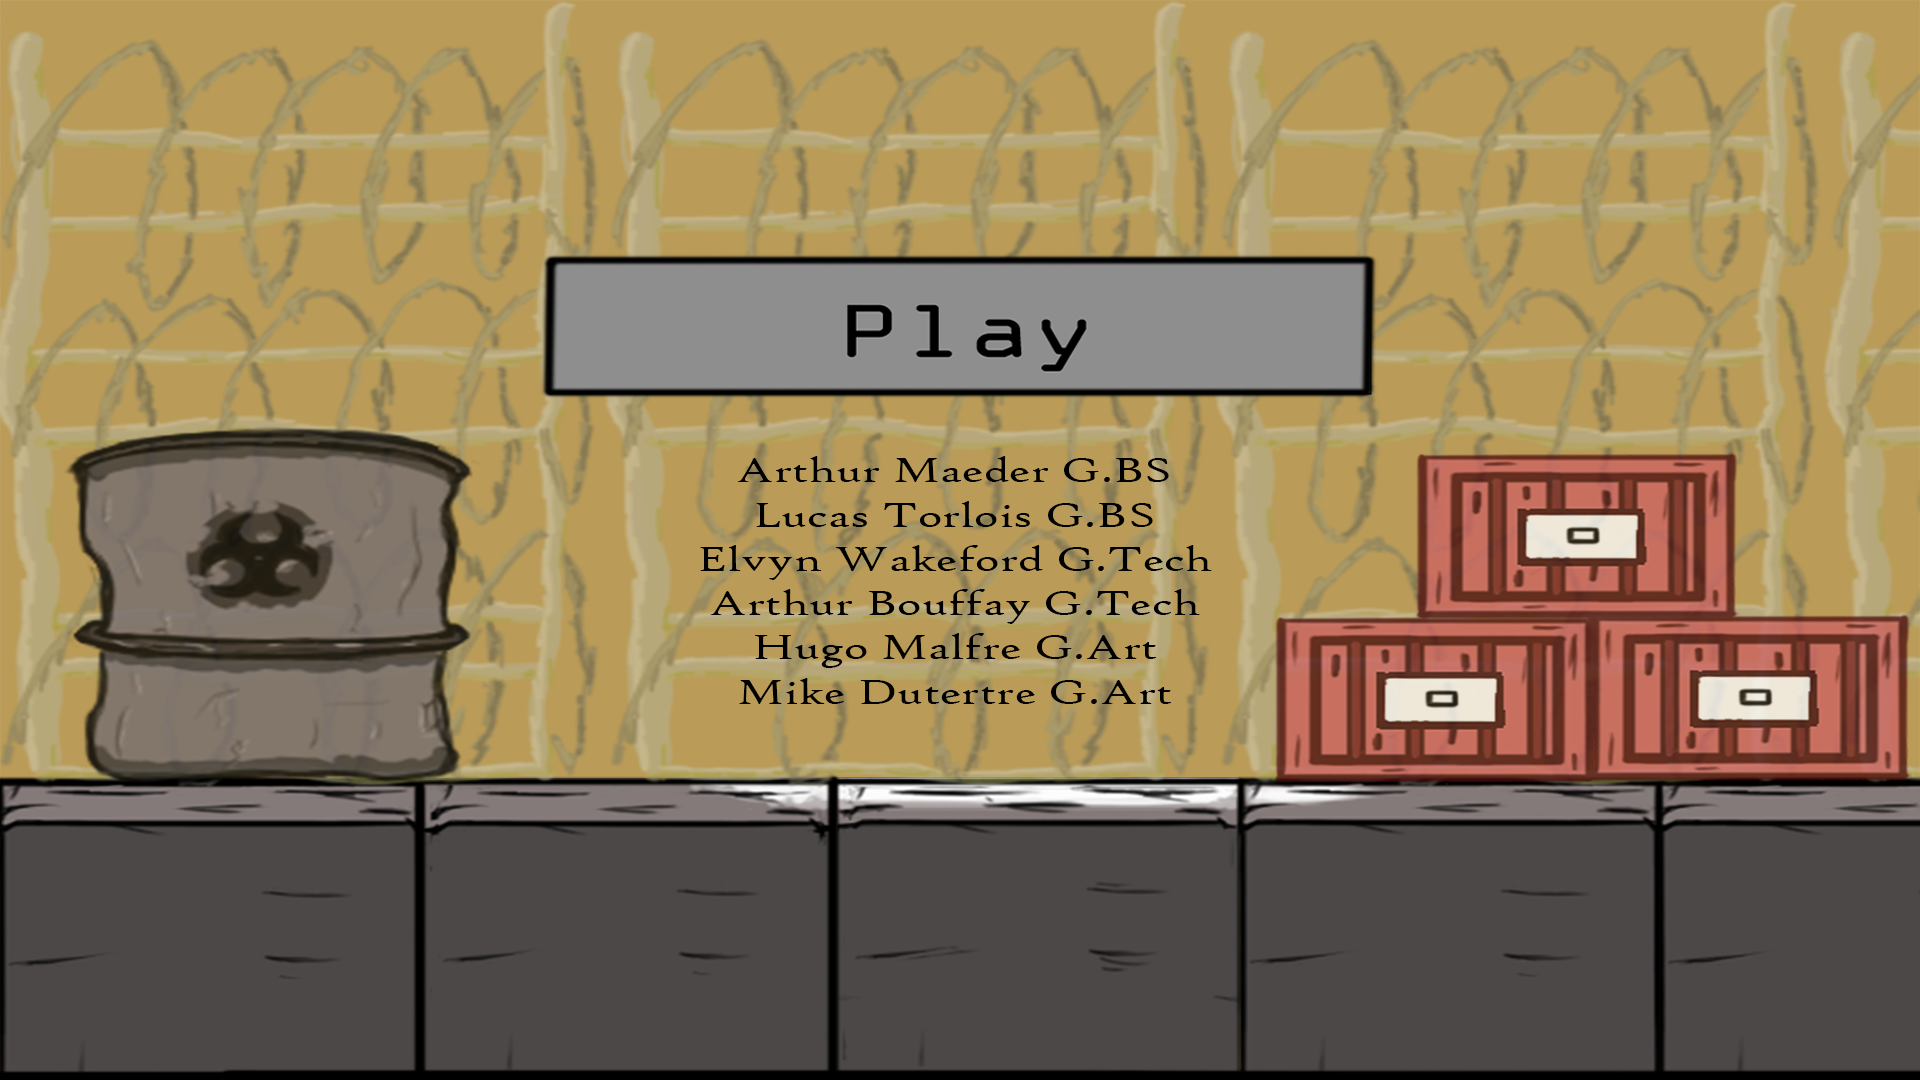 Play
Arthur Maeder G.BS
Lucas Torlois G.BS
Elvyn Wakeford G.Tech
Arthur Bouffay G.Tech
Hugo Malfre G.Art
Mike Dutertre G.Art